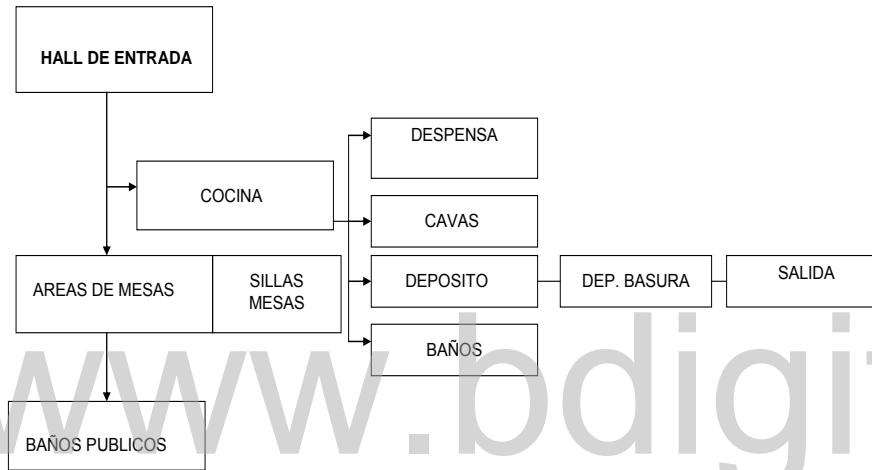 HALL DE ENTRADA
DESPENSA
COCINA
CAVAS
AREAS DE MESAS
SILLAS
MESAS
DEPOSITO
DEP. BASURA
SALIDA
BAÑOS
BAÑOS PUBLICOS
www.bdigit